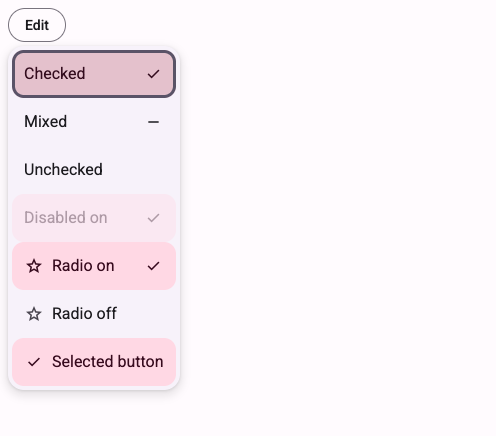 Edit
Checked
Mixed
Unchecked
Disabled on
Radio on
Radio off
Selected button